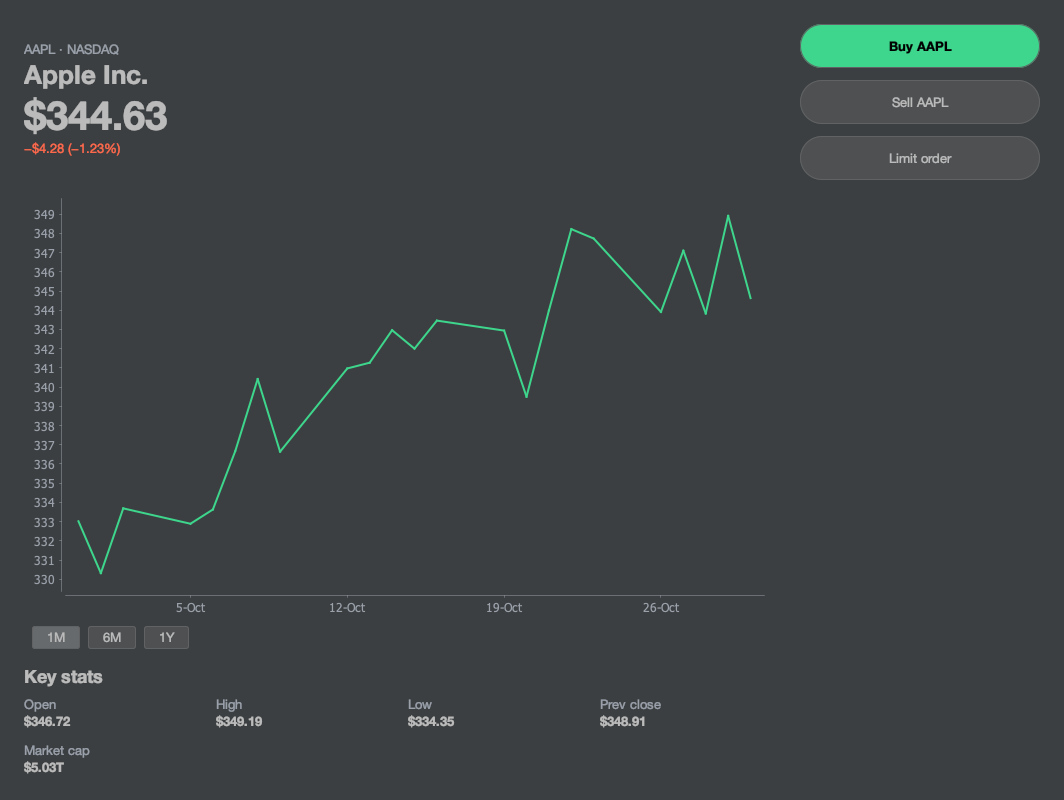 AAPL · NASDAQ
Apple Inc.
$344.63
−$4.28 (−1.23%)
Buy AAPL
Sell AAPL
Limit order
349
348
347
346
345
344
343
342
341
340
339
338
337
336
335
334
333
332
331
330
5-Oct 12-Oct 19-Oct 26-Oct
1M 6M 1Y
Key stats
Open High Low Prev close
$346.72 $349.19 $334.35 $348.91
Market cap
$5.03T